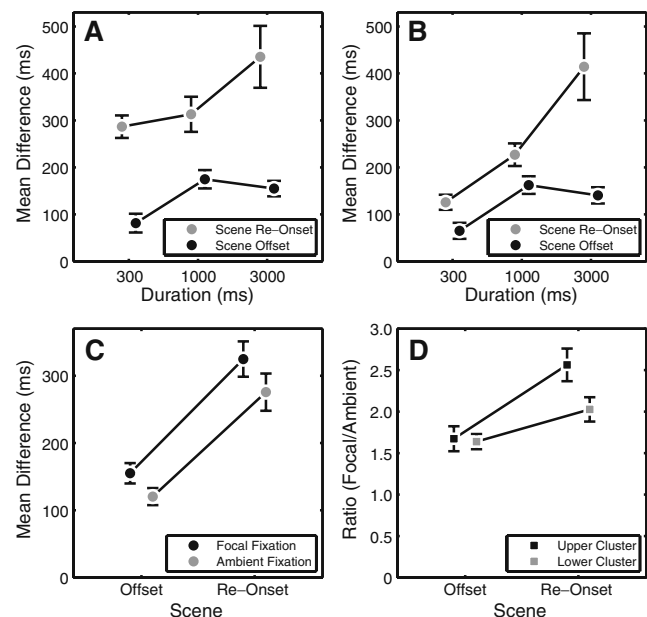 A
Mean Difference (ms)
500
400
300
200
100
0
300
1000
3000
Duration (ms)
Scene Re-Onset
Scene Offset
B
Mean Difference (ms)
500
400
300
200
100
0
300
1000
3000
Duration (ms)
Scene Re-Onset
Scene Offset
C
Mean Difference (ms)
300
200
100
0
Offset
Re-Onset
Scene
Focal Fixation
Ambient Fixation
D
Ratio (Focal/Ambient)
3.0
2.5
2.0
1.5
1.0
0.5
0
Offset
Re-Onset
Scene
Upper Cluster
Lower Cluster